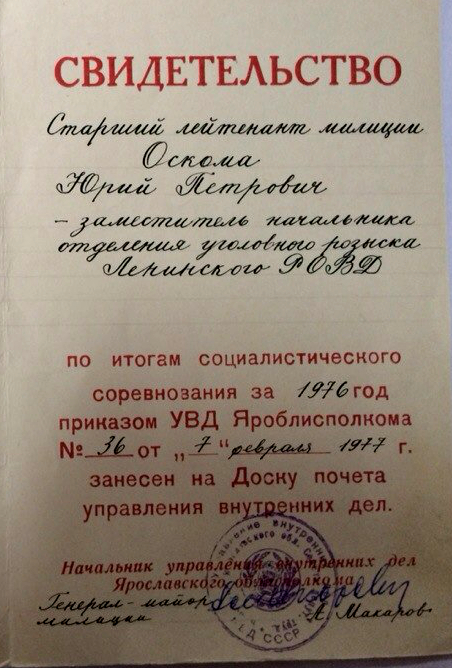 СВИДЕТЕЛЬСТВО
Старший лейтенант милиции
Оскома
Юрий Петрович
- заместитель начальника
отделения уголовного розыска
Ленинского РОВД
по итогам социалистического
соревнования за 1976 год
приказом УВД Яроблисполкома
№ 36 от „7“ февраля 1977 г.
занесен на Доску почета
управления внутренних дел.
Начальник управления внутренних дел
Ярославского облисполкома
Генерал-майор
милиции
А. Макаров
внутренних
СССР